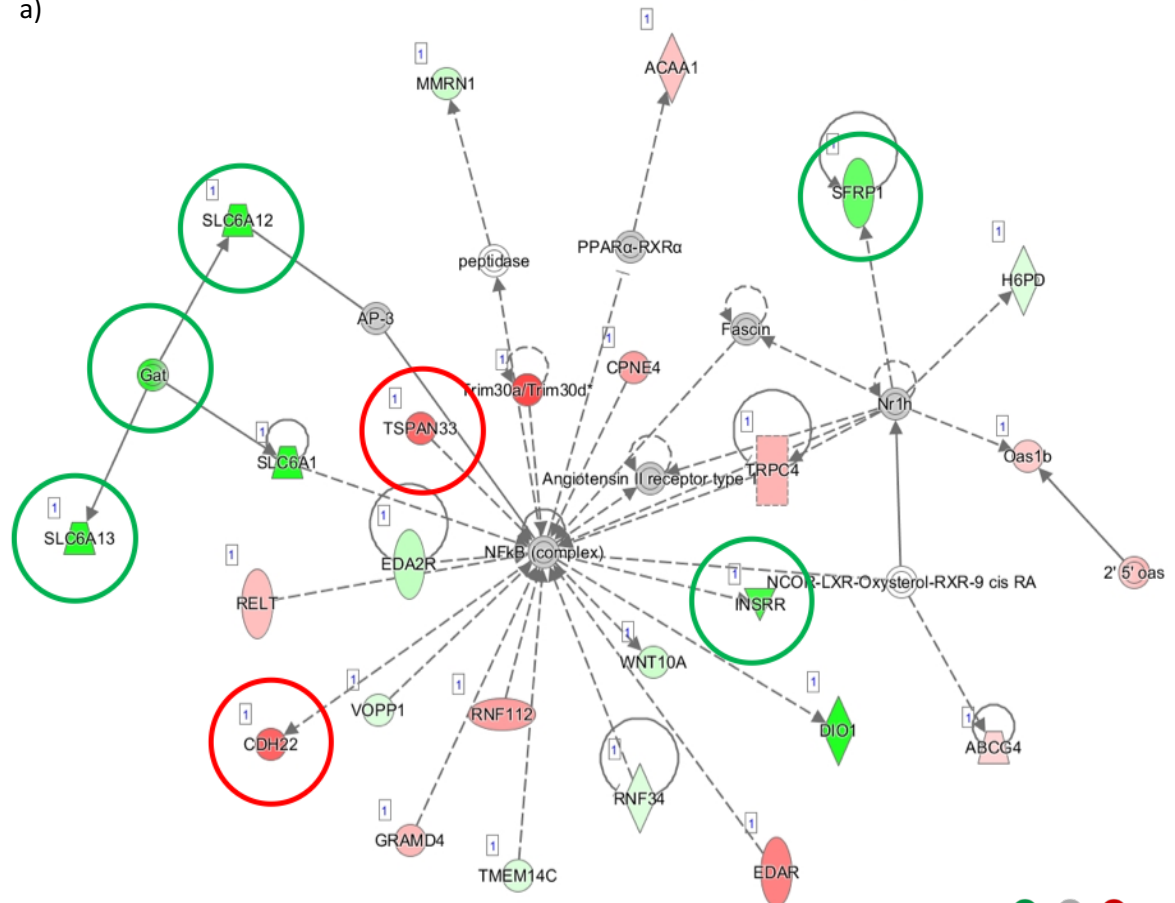 a)
1
ACAA1
1
MMRN1
1
SFRP1
1
SLC6A12
1
H6PD
PPARα-RXRα
peptidase
AP-3
Fascin
1
CPNE4
1
Trim30a/Trim30d*
Gat
1
TSPAN33
Nr1h
1
TRPC4
1
Oas1b
1
SLC6A1
Angiotensin II receptor type
1
SLC6A13
1
EDA2R
NFkB (complex)
1
RELT
1
INSRR
NCOR-LXR-Oxysterol-RXR-9 cis RA
2' 5' oas
1
WNT10A
1
VOPP1
1
RNF112
1
CDH22
1
DIO1
1
ABCG4
1
RNF34
1
GRAMD4
1
TMEM14C
1
EDAR